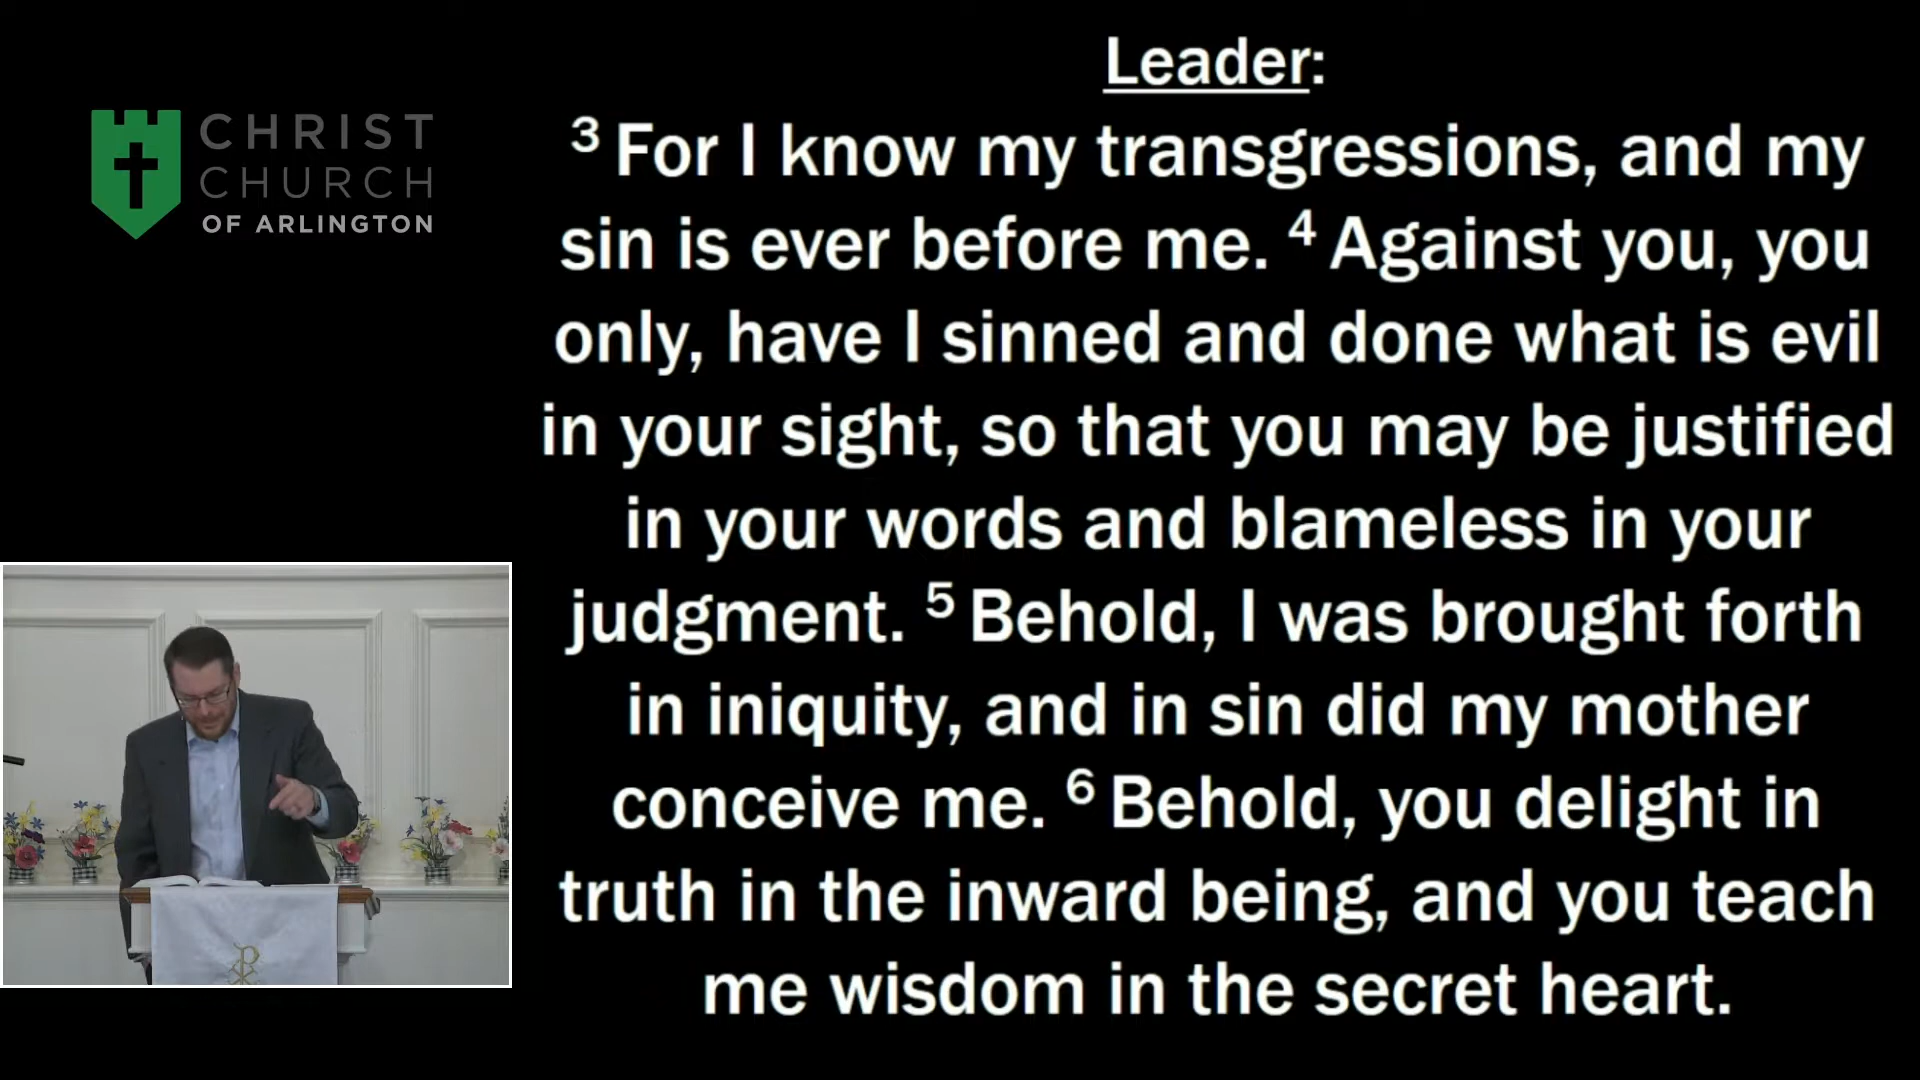 CHRIST
CHURCH
OF ARLINGTON
Leader:
3 For I know my transgressions, and my
sin is ever before me. 4 Against you, you
only, have I sinned and done what is evil
in your sight, so that you may be justified
in your words and blameless in your
judgment. 5 Behold, I was brought forth
in iniquity, and in sin did my mother
conceive me. 6 Behold, you delight in
truth in the inward being, and you teach
me wisdom in the secret heart.